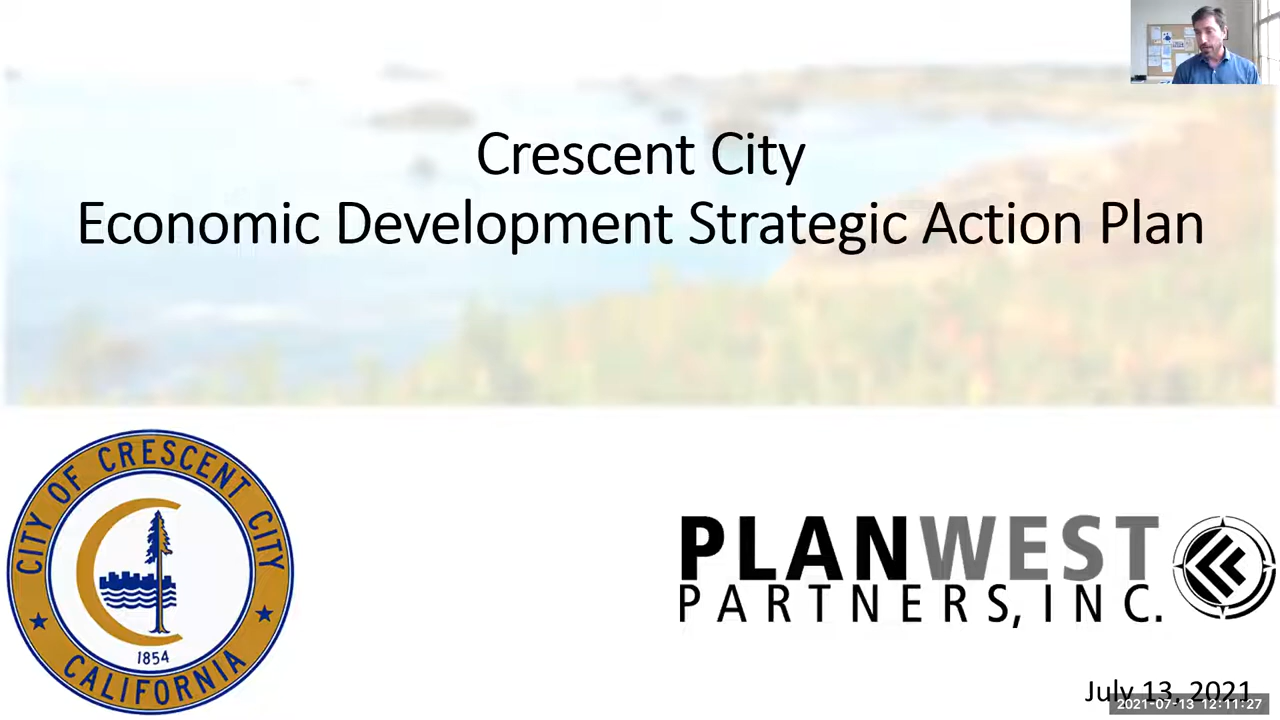 Crescent City
Economic Development Strategic Action Plan
CITY OF CRESCENT CITY
1854
CALIFORNIA
PLANWEST
PARTNERS, INC.
July 13, 2021
2021-07-13 12:11:27